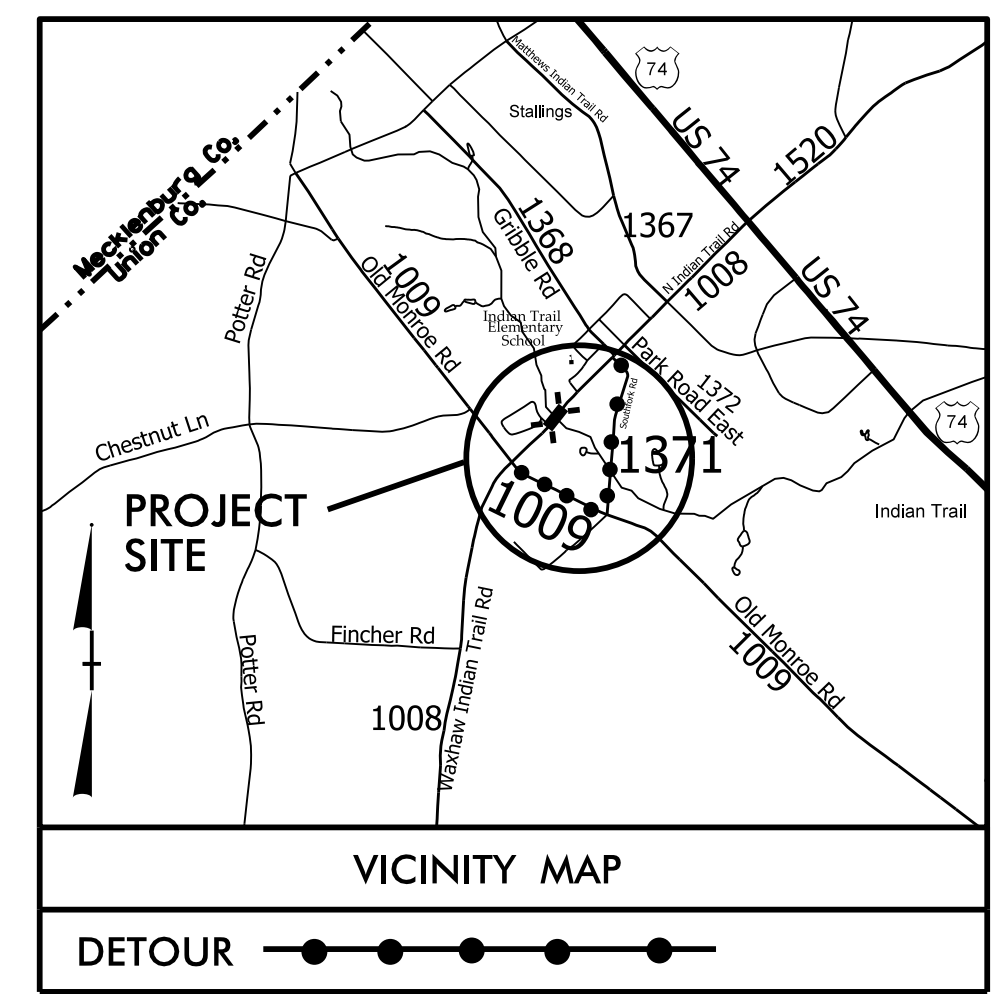 Matthews Indian Trail Rd
74
Stallings
US 74
1520
Mecklenburg Co.
Union Co.
1368
Gribble Rd
1367
N Indian Trail Rd
1008
Potter Rd
1009
Old Monroe Rd
US 74
Indian Trail
Elementary
School
Park Road East
1372
Southfork Rd
74
Chestnut Ln
1371
PROJECT
SITE
1009
Indian Trail
Old Monroe Rd
1009
Fincher Rd
Potter Rd
Waxhaw Indian Trail Rd
1008
VICINITY MAP
DETOUR